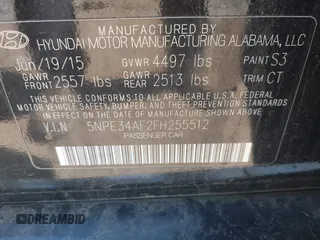 HYUNDAI MOTOR MANUFACTURING ALABAMA, LLC
Jun/19/15 GVWR 4497 lbs PAINT S3
GAWR FRONT 2557 lbs GAWR REAR 2513 lbs TRIM CT
THIS VEHICLE CONFORMS TO ALL APPLICABLE
U.S.A. FEDERAL MOTOR VEHICLE
SAFETY, BUMPER, AND THEFT PREVENTION
STANDARDS IN EFFECT ON THE DATE OF
MANUFACTURE SHOWN ABOVE.
V.I.N 5NPE34AF2FH255512
PASSENGER CAR
DREAMBID